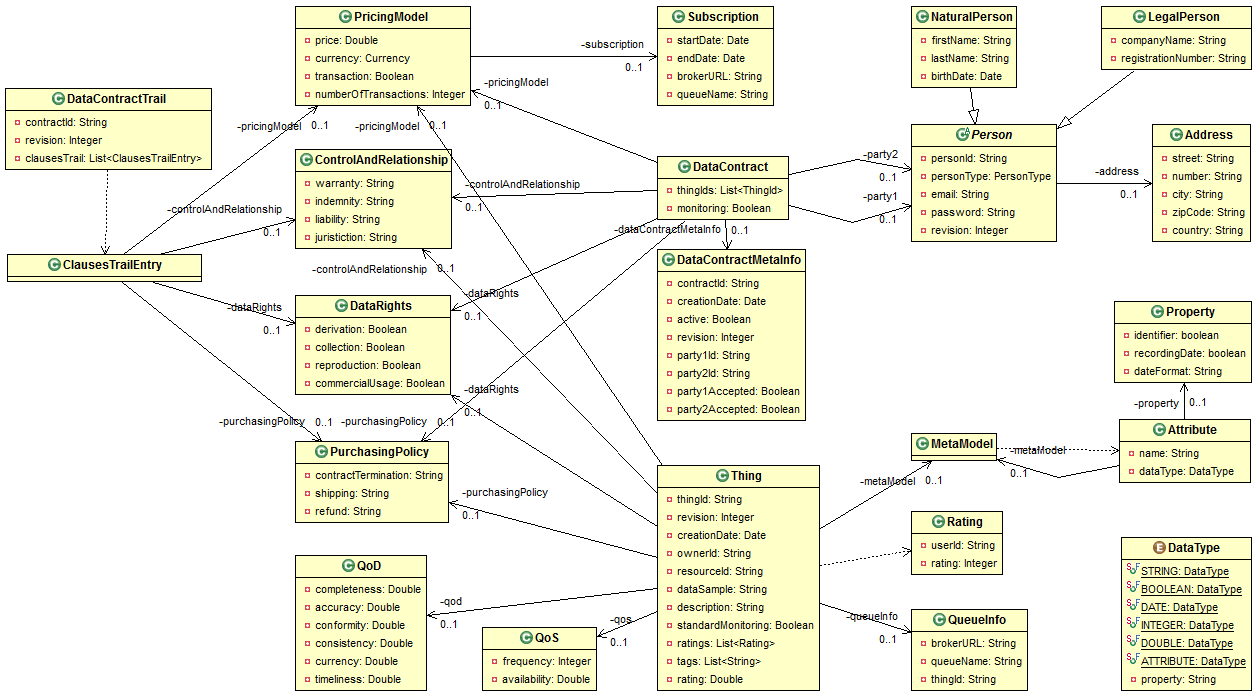 PricingModel
price: Double
currency: Currency
transaction: Boolean
numberOfTransactions: Integer
-subscription
0..1
Subscription
startDate: Date
endDate: Date
brokerURL: String
queueName: String
NaturalPerson
firstName: String
lastName: String
birthDate: Date
LegalPerson
companyName: String
registrationNumber: String
DataContractTrail
contractId: String
revision: Integer
clausesTrail: List<ClausesTrailEntry>
-pricingModel
0..1
-pricingModel
0..1
-pricingModel
0..1
ControlAndRelationship
warranty: String
indemnity: String
liability: String
juristiction: String
-controlAndRelationship
0..1
-controlAndRelationship
0..1
-controlAndRelationship
0..1
DataContract
thingIds: List<ThingId>
monitoring: Boolean
-party2
0..1
-party1
0..1
Person
personId: String
personType: PersonType
email: String
password: String
revision: Integer
-address
0..1
Address
street: String
number: String
city: String
zipCode: String
country: String
ClausesTrailEntry
-dataContractMetaInfo
0..1
DataContractMetaInfo
contractId: String
creationDate: Date
active: Boolean
revision: Integer
party1Id: String
party2Id: String
party1Accepted: Boolean
party2Accepted: Boolean
-dataRights
0..1
-dataRights
0..1
-dataRights
0..1
DataRights
derivation: Boolean
collection: Boolean
reproduction: Boolean
commercialUsage: Boolean
Property
identifier: boolean
recordingDate: boolean
dateFormat: String
-property
0..1
Attribute
name: String
dataType: DataType
-purchasingPolicy
0..1
-purchasingPolicy
0..1
-purchasingPolicy
0..1
PurchasingPolicy
contractTermination: String
shipping: String
refund: String
MetaModel
-metaModel
0..1
-metaModel
0..1
Thing
thingId: String
revision: Integer
creationDate: Date
ownerId: String
resourceId: String
dataSample: String
description: String
standardMonitoring: Boolean
ratings: List<Rating>
tags: List<String>
rating: Double
Rating
userId: String
rating: Integer
DataType
STRING: DataType
BOOLEAN: DataType
DATE: DataType
INTEGER: DataType
DOUBLE: DataType
ATTRIBUTE: DataType
property: String
QoD
completeness: Double
accuracy: Double
conformity: Double
consistency: Double
currency: Double
timeliness: Double
-qod
0..1
QoS
frequency: Integer
availability: Double
-qos
0..1
-queueInfo
0..1
QueueInfo
brokerURL: String
queueName: String
thingId: String